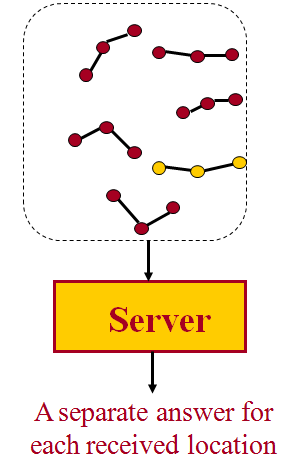 Server
A separate answer for
each received location